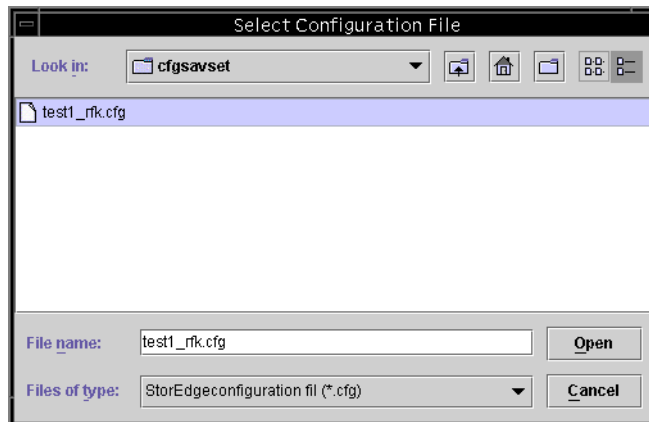 Select Configuration File
Look in: cfgsavset
test1_rfk.cfg
File name: test1_rfk.cfg Open
Files of type: StorEdgeconfiguration fil (*.cfg) Cancel